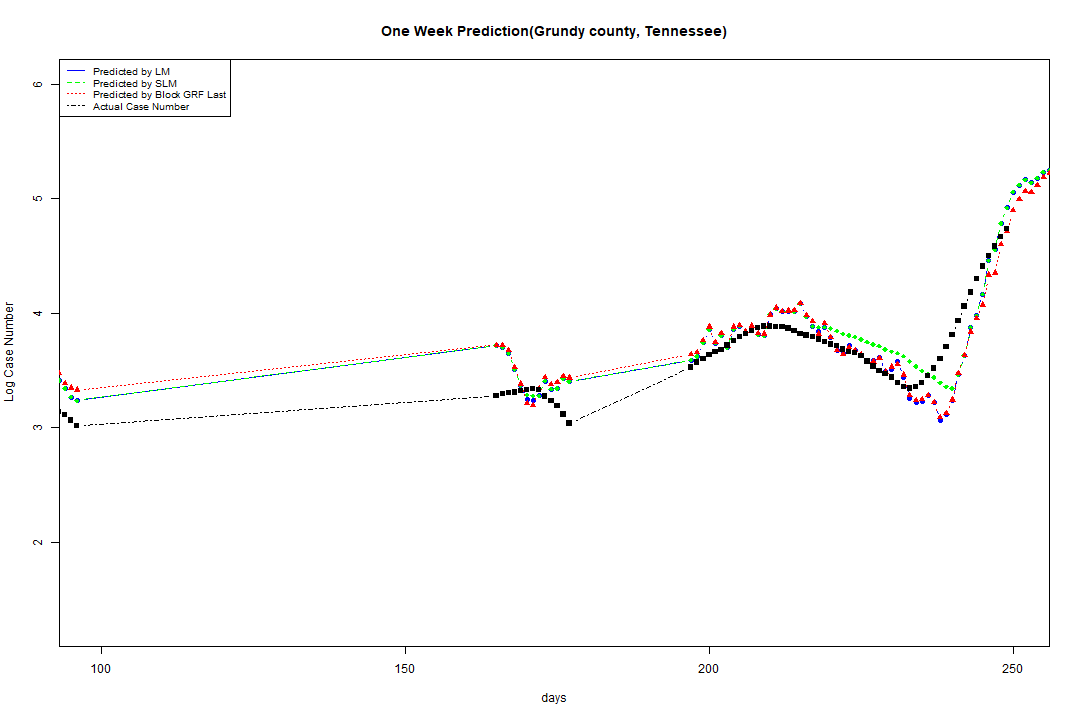 One Week Prediction(Grundy county, Tennessee)
Predicted by LM
Predicted by SLM
Predicted by Block GRF Last
Actual Case Number
6
5
4
3
2
Log Case Number
100
150
200
250
days